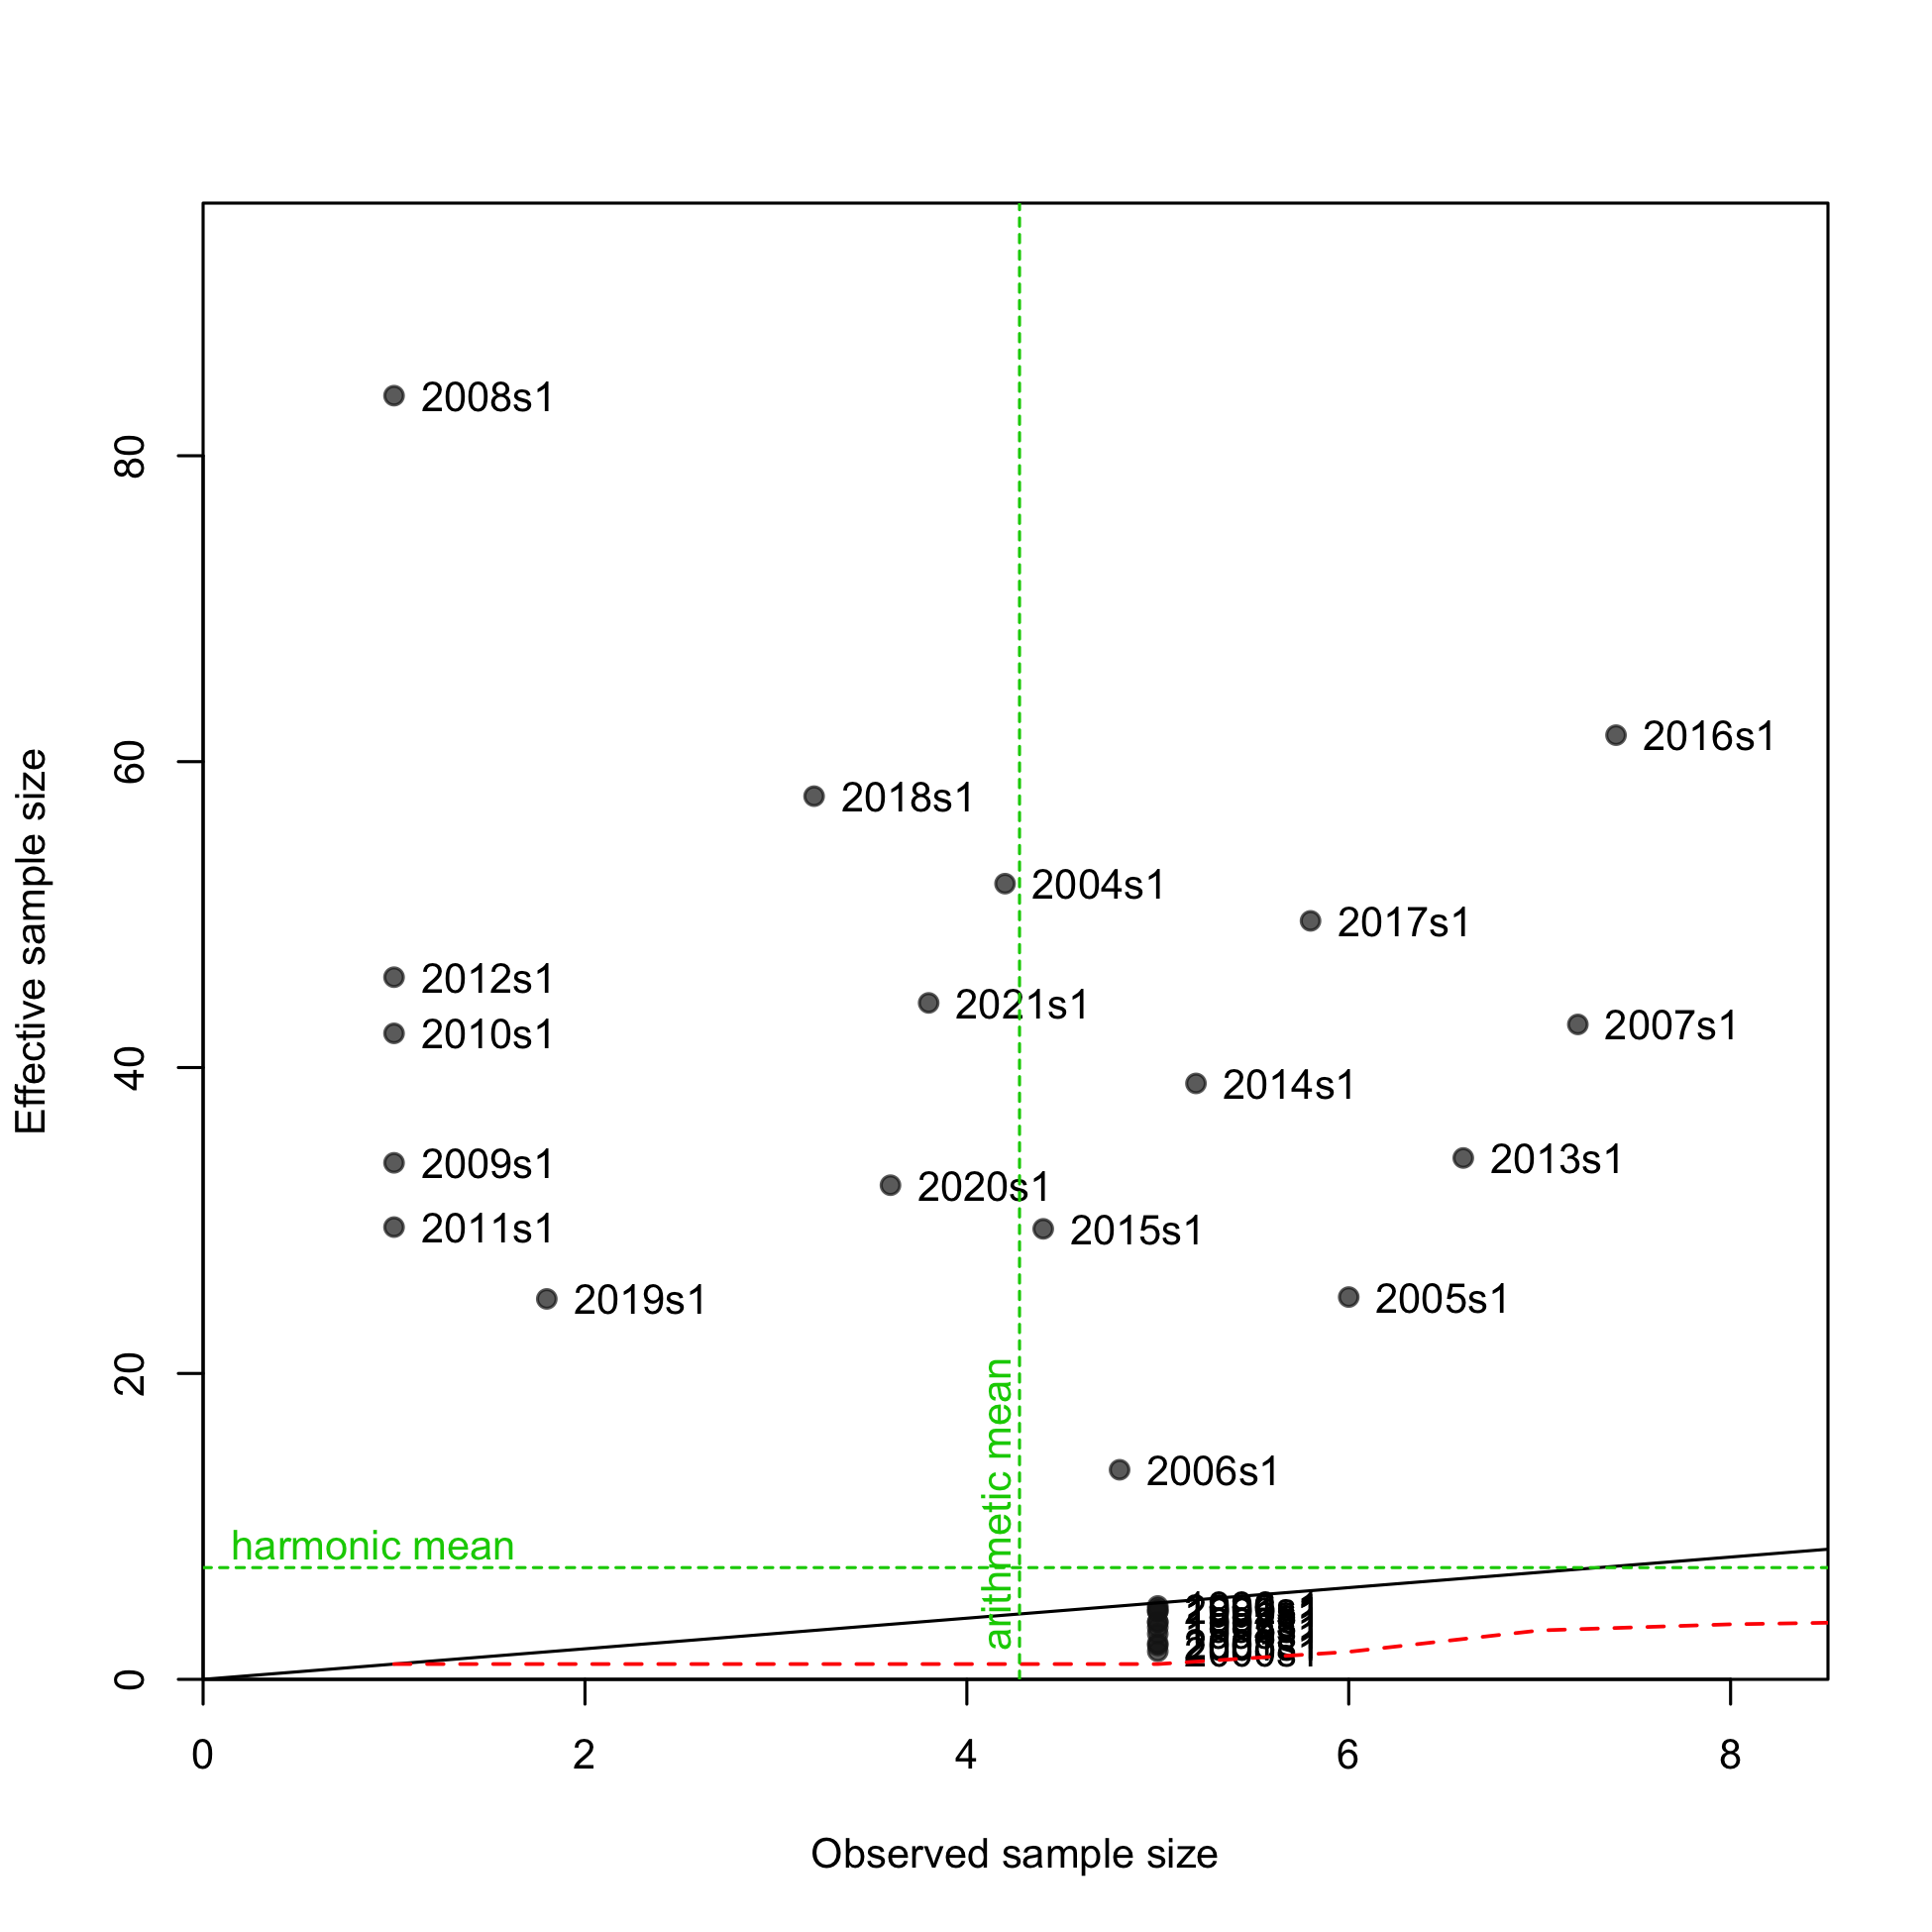 2008s1
80
2016s1
60
2018s1
2004s1
2017s1
2012s1
2021s1
2010s1
2007s1
40
2014s1
2009s1
2013s1
2020s1
2011s1
2015s1
2019s1
2005s1
20
2006s1
harmonic mean
arithmetic mean
0
0 2 4 6 8
Effective sample size
Observed sample size